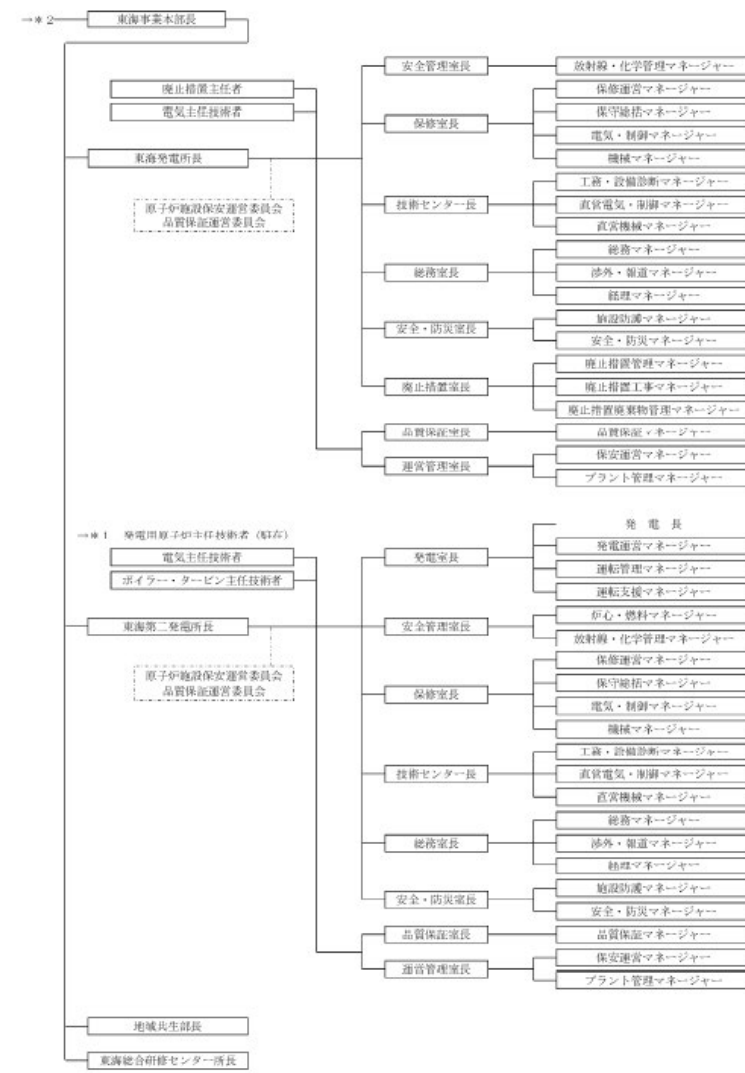 →＊2 東海事業本部長
安全管理室長
放射線・化学管理マネージャー
廃止措置主任者
電気主任技術者
保修室長
保修運営マネージャー
保守総括マネージャー
電気・制御マネージャー
機械マネージャー
東海発電所長
原子炉施設保安運営委員会
品質保証運営委員会
技術センター長
工務・設備診断マネージャー
直営電気・制御マネージャー
直営機械マネージャー
総務室長
総務マネージャー
渉外・報道マネージャー
経理マネージャー
安全・防災室長
施設防護マネージャー
安全・防災マネージャー
廃止措置室長
廃止措置管理マネージャー
廃止措置工事マネージャー
廃止措置廃棄物管理マネージャー
品質保証室長
品質保証マネージャー
運営管理室長
保安運営マネージャー
プラント管理マネージャー
→＊1 発電用原子炉主任技術者（駐在）
電気主任技術者
ボイラー・タービン主任技術者
発電室長
発 電 長
発電運営マネージャー
運転管理マネージャー
運転支援マネージャー
東海第二発電所長
原子炉施設保安運営委員会
品質保証運営委員会
安全管理室長
炉心・燃料マネージャー
放射線・化学管理マネージャー
保修室長
保修運営マネージャー
保守総括マネージャー
電気・制御マネージャー
機械マネージャー
技術センター長
工務・設備診断マネージャー
直営電気・制御マネージャー
直営機械マネージャー
総務室長
総務マネージャー
渉外・報道マネージャー
経理マネージャー
安全・防災室長
施設防護マネージャー
安全・防災マネージャー
品質保証室長
品質保証マネージャー
運営管理室長
保安運営マネージャー
プラント管理マネージャー
地域共生部長
東海総合研修センター所長